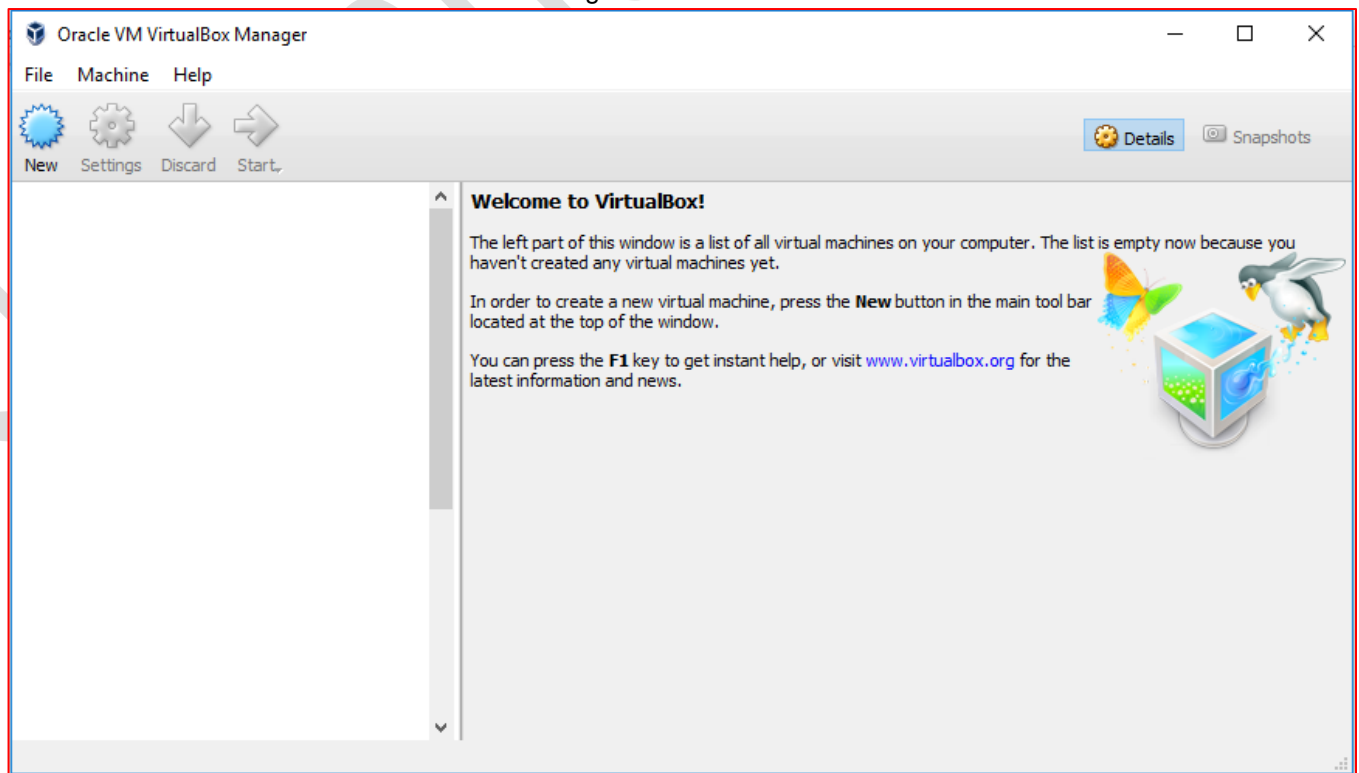 Oracle VM VirtualBox Manager
File Machine Help
New Settings Discard Start
Details Snapshots
Welcome to VirtualBox!
The left part of this window is a list of all virtual machines on your computer. The list is empty now because you
haven't created any virtual machines yet.
In order to create a new virtual machine, press the New button in the main tool bar
located at the top of the window.
You can press the F1 key to get instant help, or visit www.virtualbox.org for the
latest information and news.